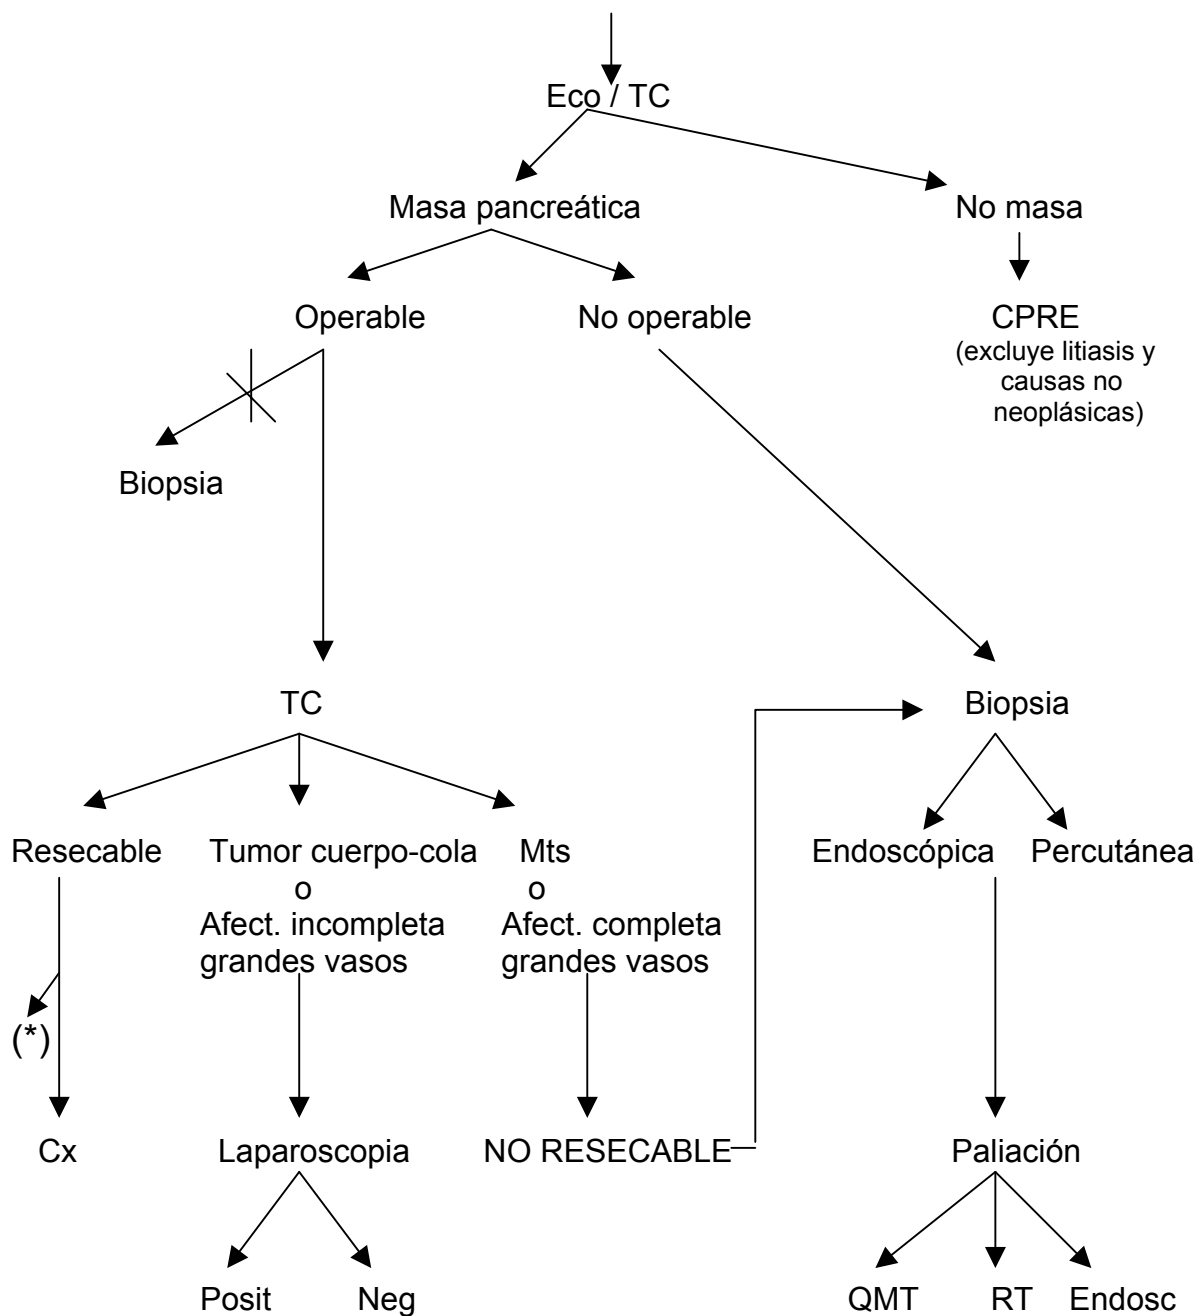 Eco / TC
Masa pancreática
No masa
Operable
No operable
CPRE
(excluye litiasis y
causas no
neoplásicas)
Biopsia
TC
Biopsia
Resecable
Tumor cuerpo-cola
o
Afect. incompleta
grandes vasos
Mts
o
Afect. completa
grandes vasos
Endoscópica
Percutánea
(*)
Cx
Laparoscopia
NO RESECABLE
Paliación
Posit
Neg
QMT
RT
Endosc